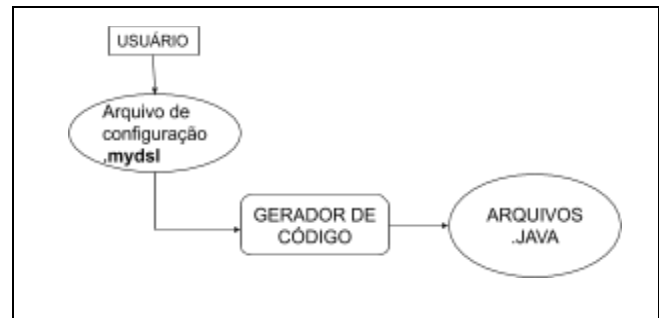 USUÁRIO
Arquivo de
configuração
.mydsl
GERADOR DE
CÓDIGO
ARQUIVOS
.JAVA